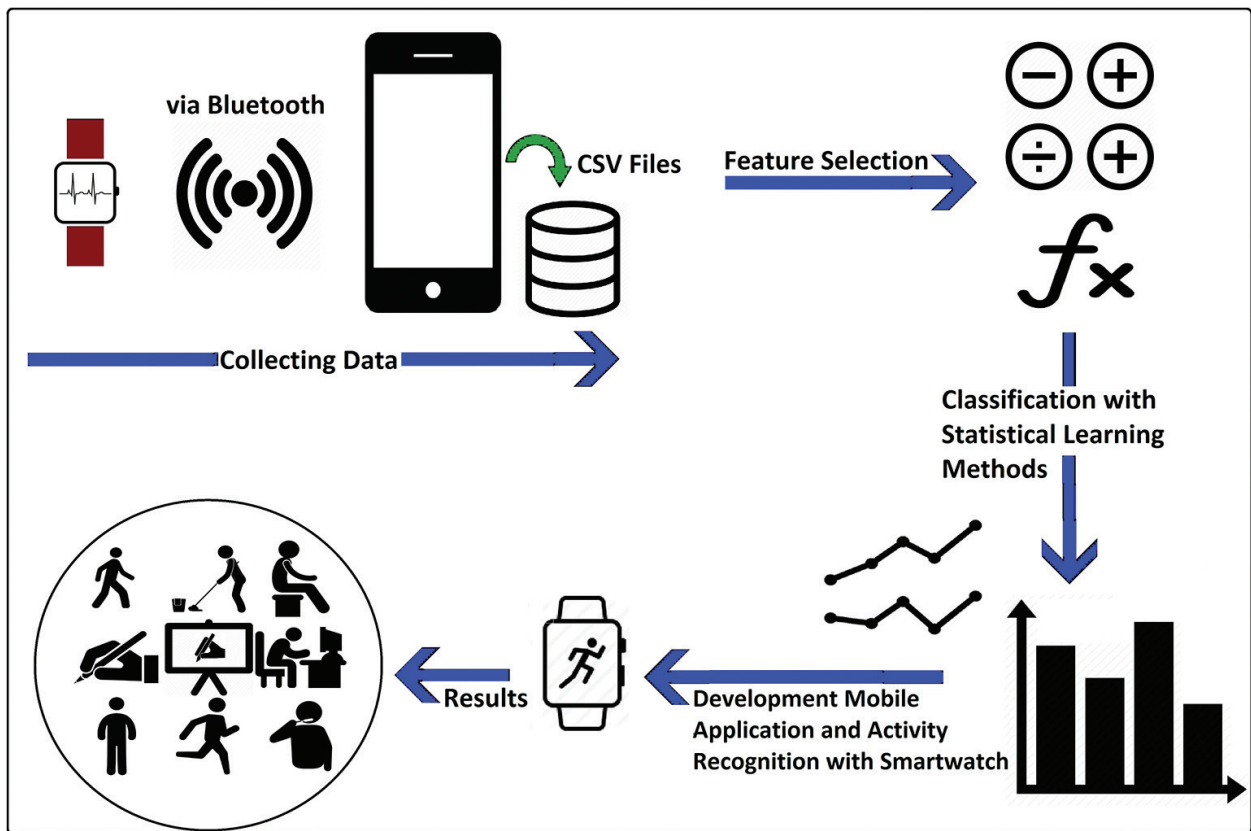 via Bluetooth
CSV Files
Feature Selection
fx
Collecting Data
Classification with
Statistical Learning
Methods
Results
Development Mobile
Application and Activity
Recognition with Smartwatch